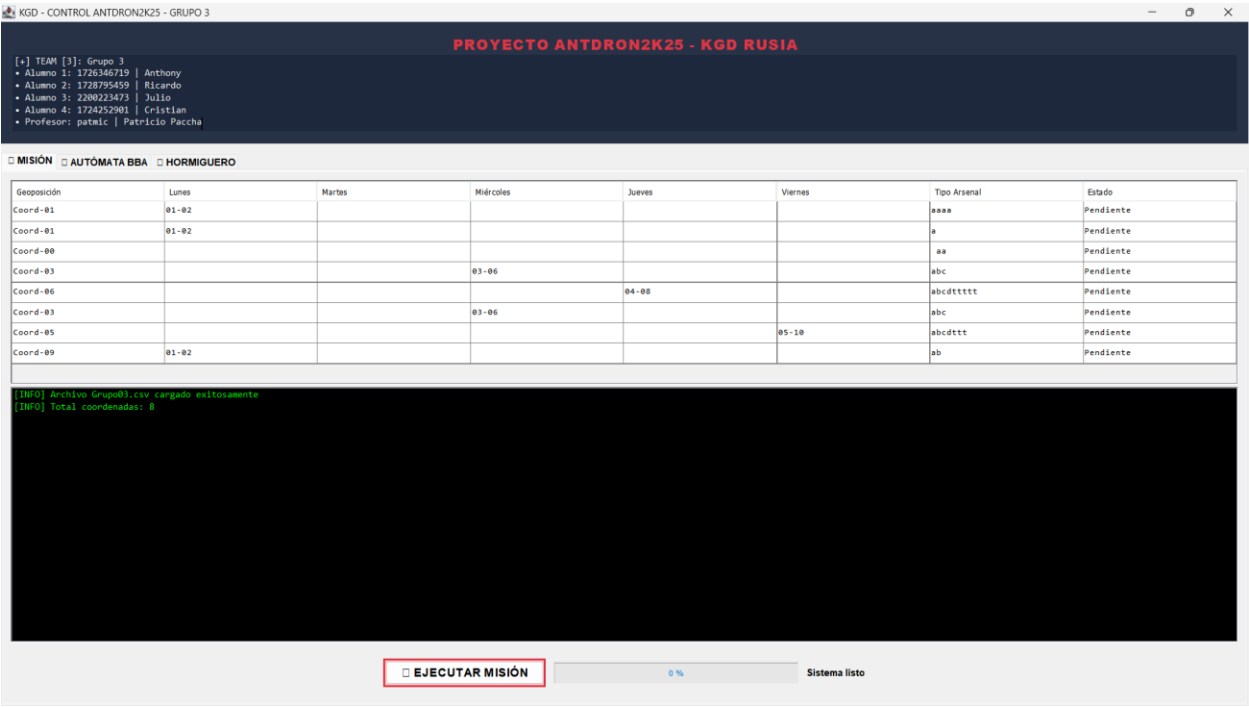 KGD - CONTROL ANTDRON2K25 - GRUPO 3
PROYECTO ANTDRON2K25 - KGD RUSIA
[+] TEAM [3]: Grupo 3
• Alumno 1: 1726346719 | Anthony
• Alumno 2: 1728795459 | Ricardo
• Alumno 3: 2200223473 | Julio
• Alumno 4: 1724252901 | Cristian
• Profesor: patmic | Patricio Paccha
MISIÓN AUTÓMATA BBA HORMIGUERO
Geoposición Lunes Martes Miércoles Jueves Viernes Tipo Arsenal Estado
Coord-01 01-02 aaaa Pendiente
Coord-01 01-02 a Pendiente
Coord-00 aa Pendiente
Coord-03 03-06 abc Pendiente
Coord-06 04-08 abcdttttt Pendiente
Coord-03 03-06 abc Pendiente
Coord-05 05-10 abcdttt Pendiente
Coord-09 01-02 ab Pendiente
[INFO] Archivo Grupo03.csv cargado exitosamente
[INFO] Total coordenadas: 8
EJECUTAR MISIÓN 0 % Sistema listo